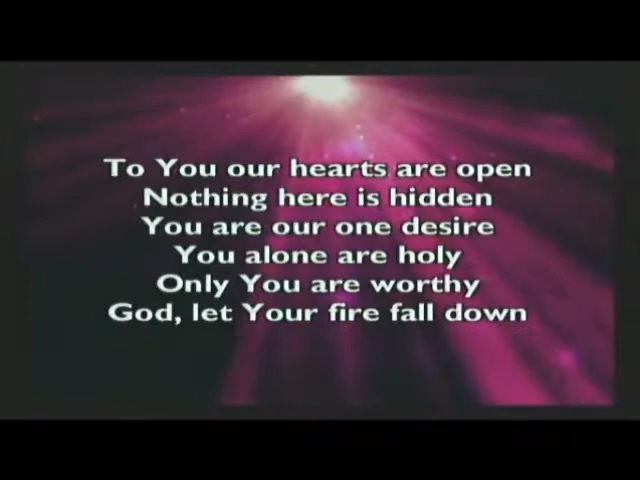 To You our hearts are open
Nothing here is hidden
You are our one desire
You alone are holy
Only You are worthy
God, let Your fire fall down